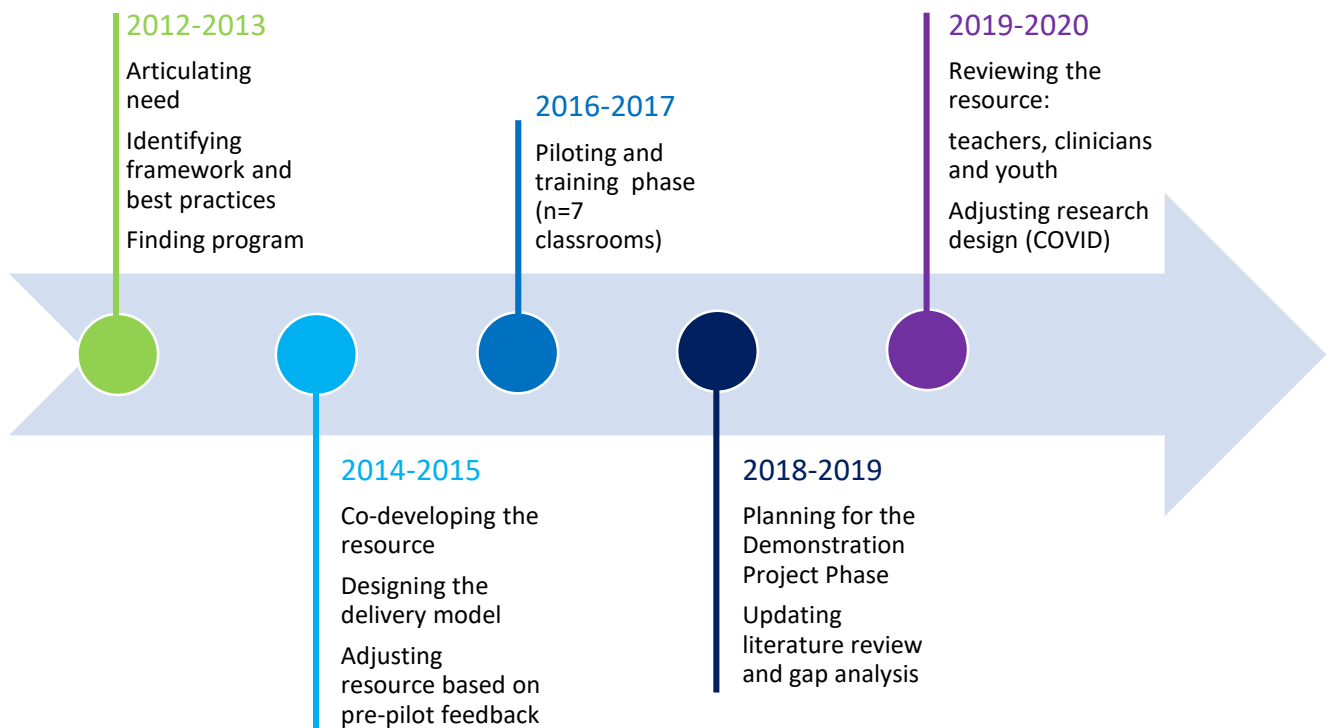 2012-2013
Articulating
need
Identifying
framework and
best practices
Finding program
2014-2015
Co-developing the
resource
Designing the
delivery model
Adjusting
resource based on
pre-pilot feedback
2016-2017
Piloting and
training phase
(n=7
classrooms)
2018-2019
Planning for the
Demonstration
Project Phase
Updating
literature review
and gap analysis
2019-2020
Reviewing the
resource:
teachers, clinicians
and youth
Adjusting research
design (COVID)